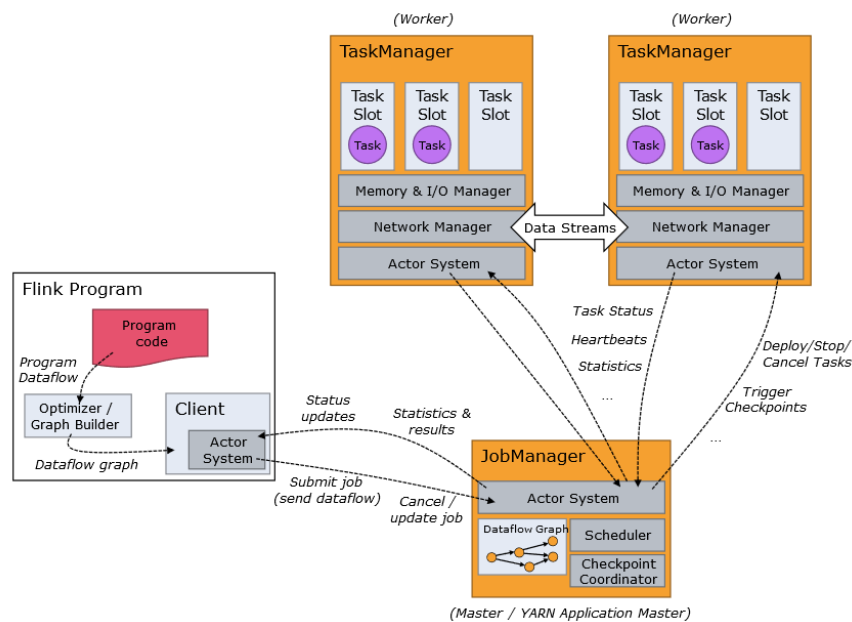 (Worker)
(Worker)
TaskManager
TaskManager
Task
Slot
Task
Task
Slot
Task
Task
Slot
Task
Slot
Task
Task
Slot
Task
Task
Slot
Memory & I/O Manager
Memory & I/O Manager
Network Manager
Data Streams
Network Manager
Actor System
Actor System
Flink Program
Program
code
Program
Dataflow
Optimizer /
Graph Builder
Dataflow graph
Client
Actor
System
Status
updates
Statistics &
results
Submit job
(send dataflow)
Cancel /
update job
Task Status
Heartbeats
Statistics
...
Deploy/Stop/
Cancel Tasks
Trigger
Checkpoints
...
JobManager
Actor System
Dataflow Graph
Scheduler
Checkpoint
Coordinator
(Master / YARN Application Master)